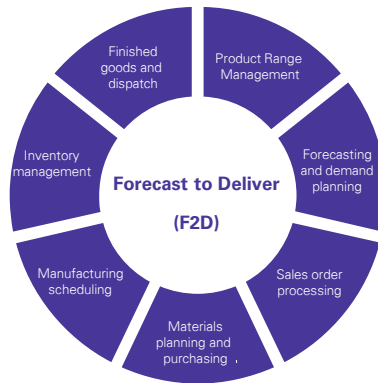 Finished
goods and
dispatch
Product Range
Management
Inventory
management
Forecasting
and demand
planning
Forecast to Deliver
(F2D)
Manufacturing
scheduling
Sales order
processing
Materials
planning and
purchasing .